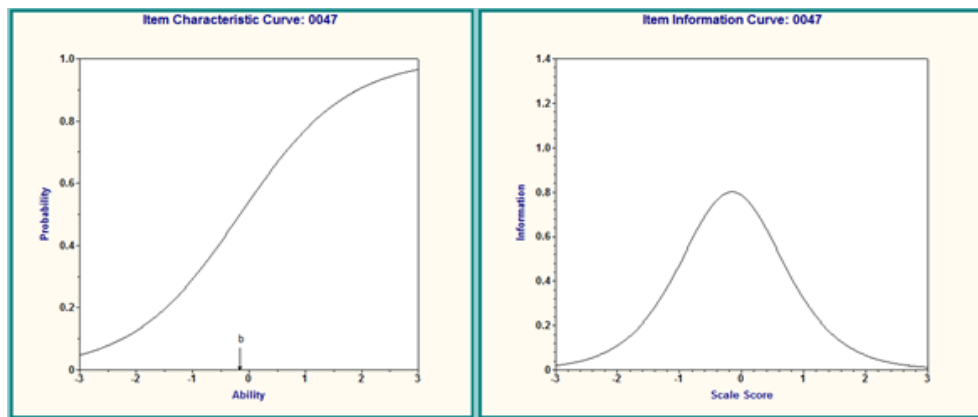 Item Characteristic Curve: 0047
1.0
0.8
0.6
0.4
0.2
0
Probability
b
-3 -2 -1 0 1 2 3
Ability
Item Information Curve: 0047
1.4
1.2
1.0
0.8
0.6
0.4
0.2
0
Information
-3 -2 -1 0 1 2 3
Scale Score